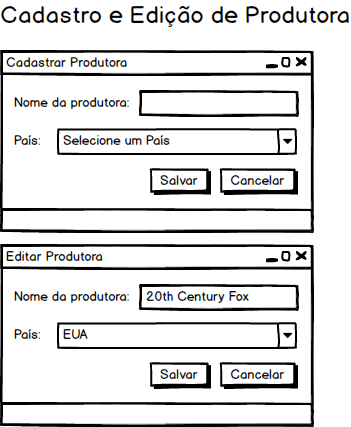 Cadastro e Edição de Produtora
Cadastrar Produtora
Nome da produtora:
País: Selecione um País
Salvar Cancelar
Editar Produtora
Nome da produtora: 20th Century Fox
País: EUA
Salvar Cancelar